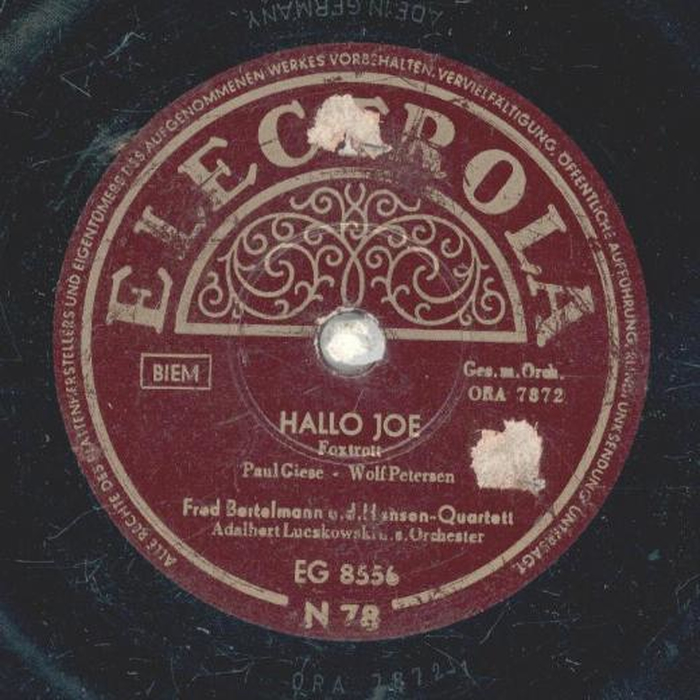 ADE IN GERMANY
ALLE RECHTE DES PLATTENHERSTELLERS UND EIGENTÜMERS DES AUFGENOMMENEN WERKES VORBEHALTEN. VERVIELFÄLTIGUNG, ÖFFENTLICHE AUFFÜHRUNG, RUNDFUNKSENDUNG UNTERSAGT.
ELECTROLA
BIEM
Ges. m. Orch.
ORA 7872
HALLO JOE
Foxtrott
Paul Giese - Wolf Petersen
Fred Bertelmann u. d. Hansen-Quartett
Adalbert Lucskowski u. s. Orchester
EG 8556
N 78
ORA 7872-1